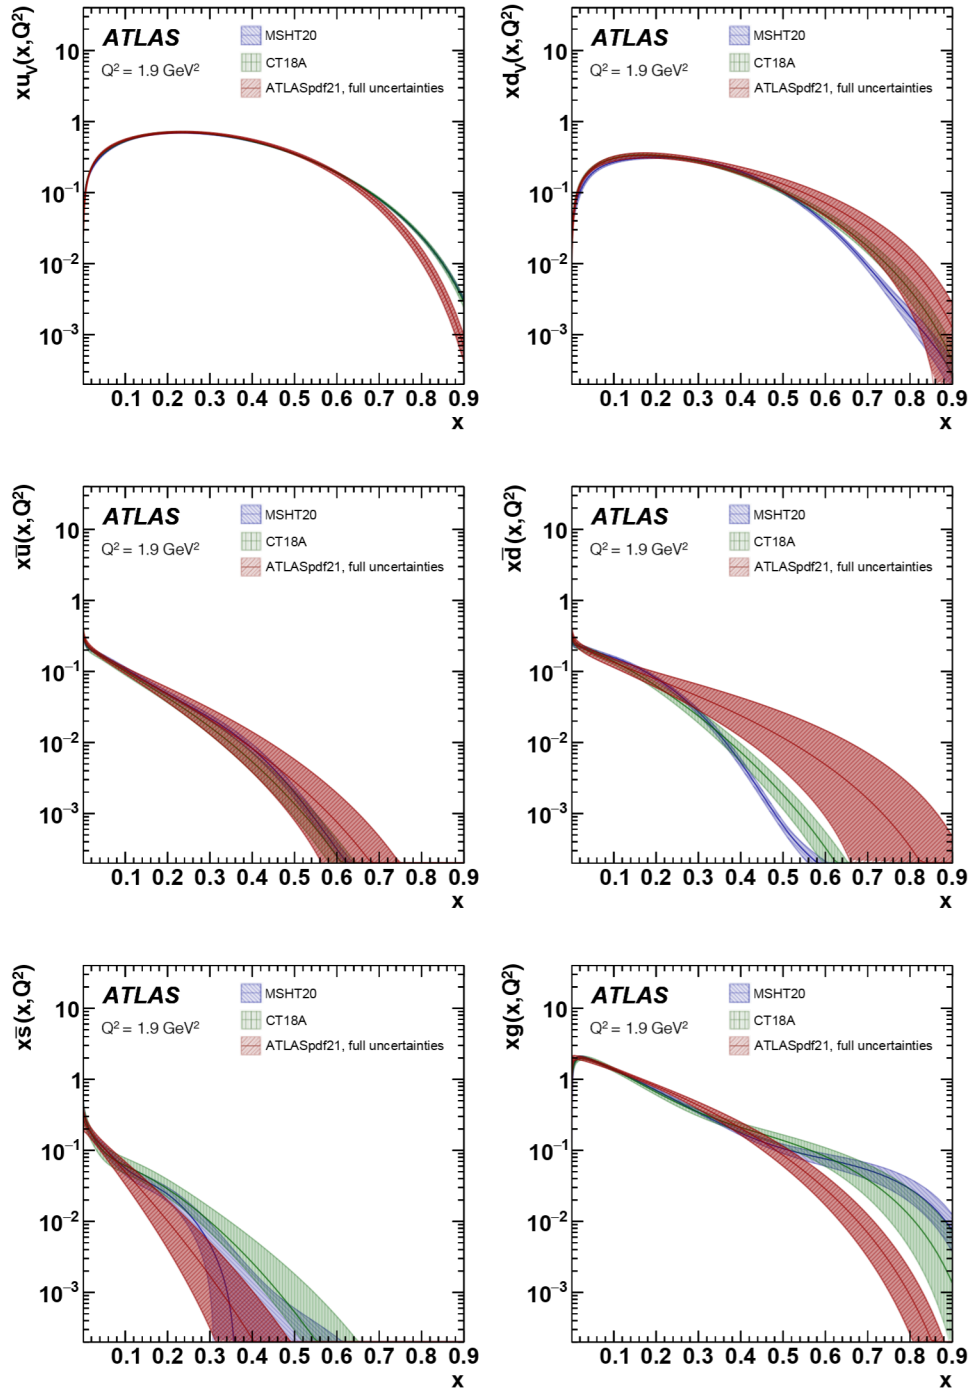 xu_V(x,Q²)
ATLAS
Q² = 1.9 GeV²
MSHT20
CT18A
ATLASpdf21, full uncertainties
10
1
10⁻¹
10⁻²
10⁻³
0.1 0.2 0.3 0.4 0.5 0.6 0.7 0.8 0.9
x
xd_V(x,Q²)
ATLAS
Q² = 1.9 GeV²
MSHT20
CT18A
ATLASpdf21, full uncertainties
10
1
10⁻¹
10⁻²
10⁻³
0.1 0.2 0.3 0.4 0.5 0.6 0.7 0.8 0.9
x
xū(x,Q²)
ATLAS
Q² = 1.9 GeV²
MSHT20
CT18A
ATLASpdf21, full uncertainties
10
1
10⁻¹
10⁻²
10⁻³
0.1 0.2 0.3 0.4 0.5 0.6 0.7 0.8 0.9
x
xd̄(x,Q²)
ATLAS
Q² = 1.9 GeV²
MSHT20
CT18A
ATLASpdf21, full uncertainties
10
1
10⁻¹
10⁻²
10⁻³
0.1 0.2 0.3 0.4 0.5 0.6 0.7 0.8 0.9
x
xs̄(x,Q²)
ATLAS
Q² = 1.9 GeV²
MSHT20
CT18A
ATLASpdf21, full uncertainties
10
1
10⁻¹
10⁻²
10⁻³
0.1 0.2 0.3 0.4 0.5 0.6 0.7 0.8 0.9
x
xg(x,Q²)
ATLAS
Q² = 1.9 GeV²
MSHT20
CT18A
ATLASpdf21, full uncertainties
10
1
10⁻¹
10⁻²
10⁻³
0.1 0.2 0.3 0.4 0.5 0.6 0.7 0.8 0.9
x